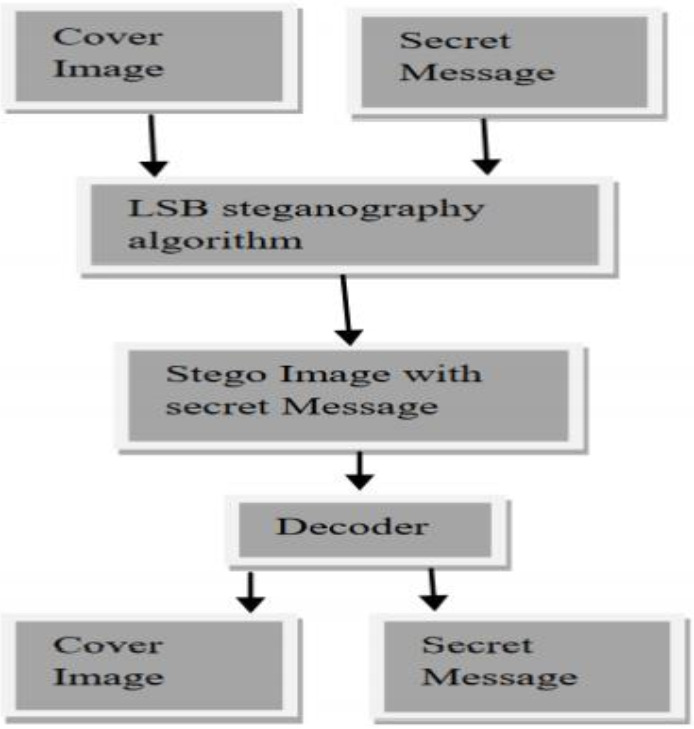 Cover
Image
Secret
Message
LSB steganography
algorithm
Stego Image with
secret Message
Decoder
Cover
Image
Secret
Message